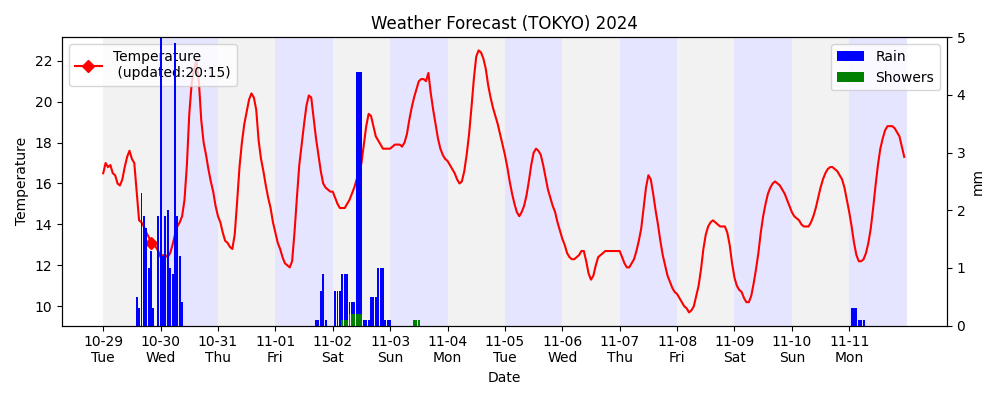 Weather Forecast (TOKYO) 2024
Temperature
(updated:20:15)
Rain
Showers
Temperature
22
20
18
16
14
12
10
5
4
3
2
1
0
mm
10-29 10-30 10-31 11-01 11-02 11-03 11-04 11-05 11-06 11-07 11-08 11-09 11-10 11-11
Tue Wed Thu Fri Sat Sun Mon Tue Wed Thu Fri Sat Sun Mon
Date